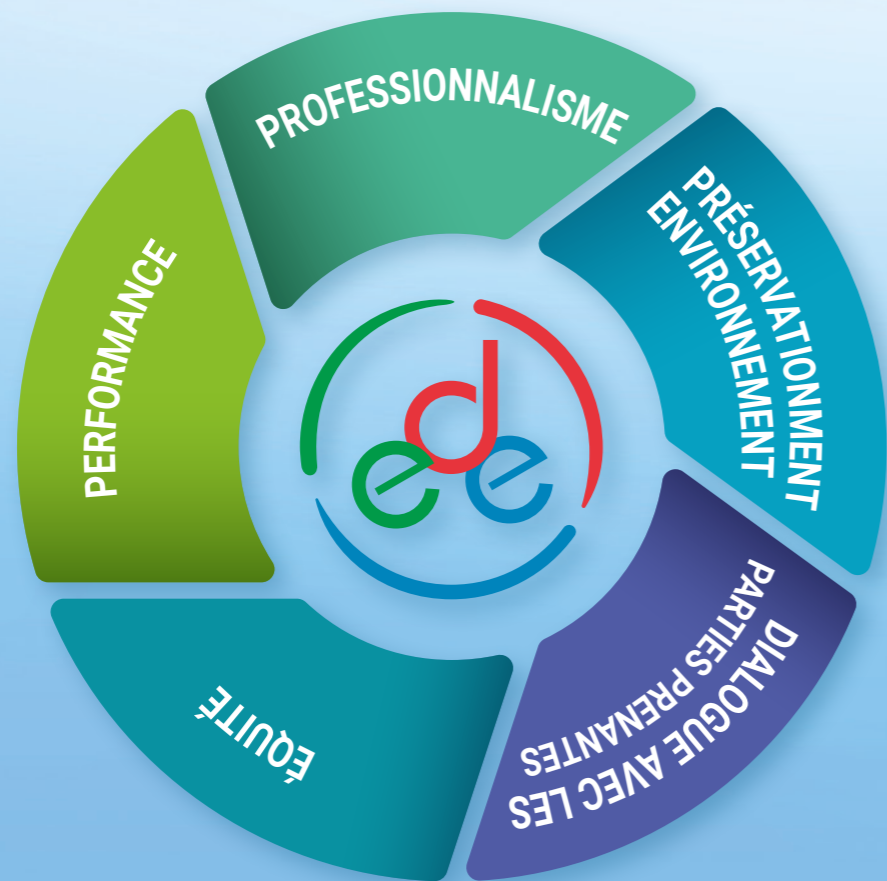 PROFESSIONNALISME
PRÉSERVATIONMENT
ENVIRONNEMENT
DIALOGUE AVEC LES
PARTIES PRENANTES
ÉQUITÉ
PERFORMANCE
ede